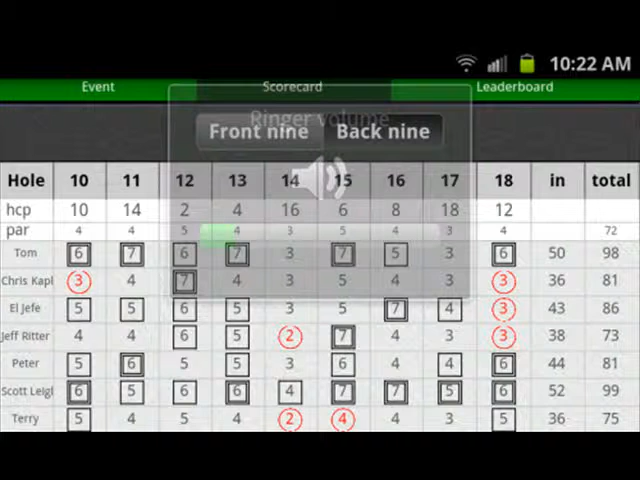 10:22 AM
Event Scorecard Leaderboard
Ringer volume
Front nine Back nine
Hole 10 11 12 13 14 15 16 17 18 in total
hcp 10 14 2 4 16 6 8 18 12
par 4 4 5 4 3 5 4 3 4 72
Tom 6 7 6 7 3 7 5 3 6 50 98
Chris Kapl 3 4 7 4 3 5 4 3 3 36 81
El Jefe 5 5 6 5 3 5 7 4 3 43 86
Jeff Ritter 4 4 6 5 2 7 4 3 3 38 73
Peter 5 6 5 5 3 6 4 4 6 44 81
Scott Leigl 6 5 6 6 4 7 7 5 6 52 99
Terry 5 4 5 4 2 4 4 3 5 36 75